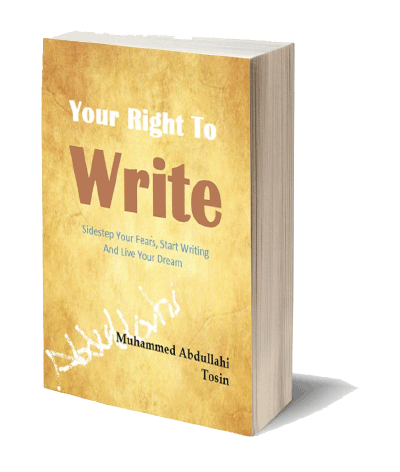 Your Right To
Write
Sidestep Your Fears, Start Writing
And Live Your Dream
Muhammed Abdullahi
Tosin